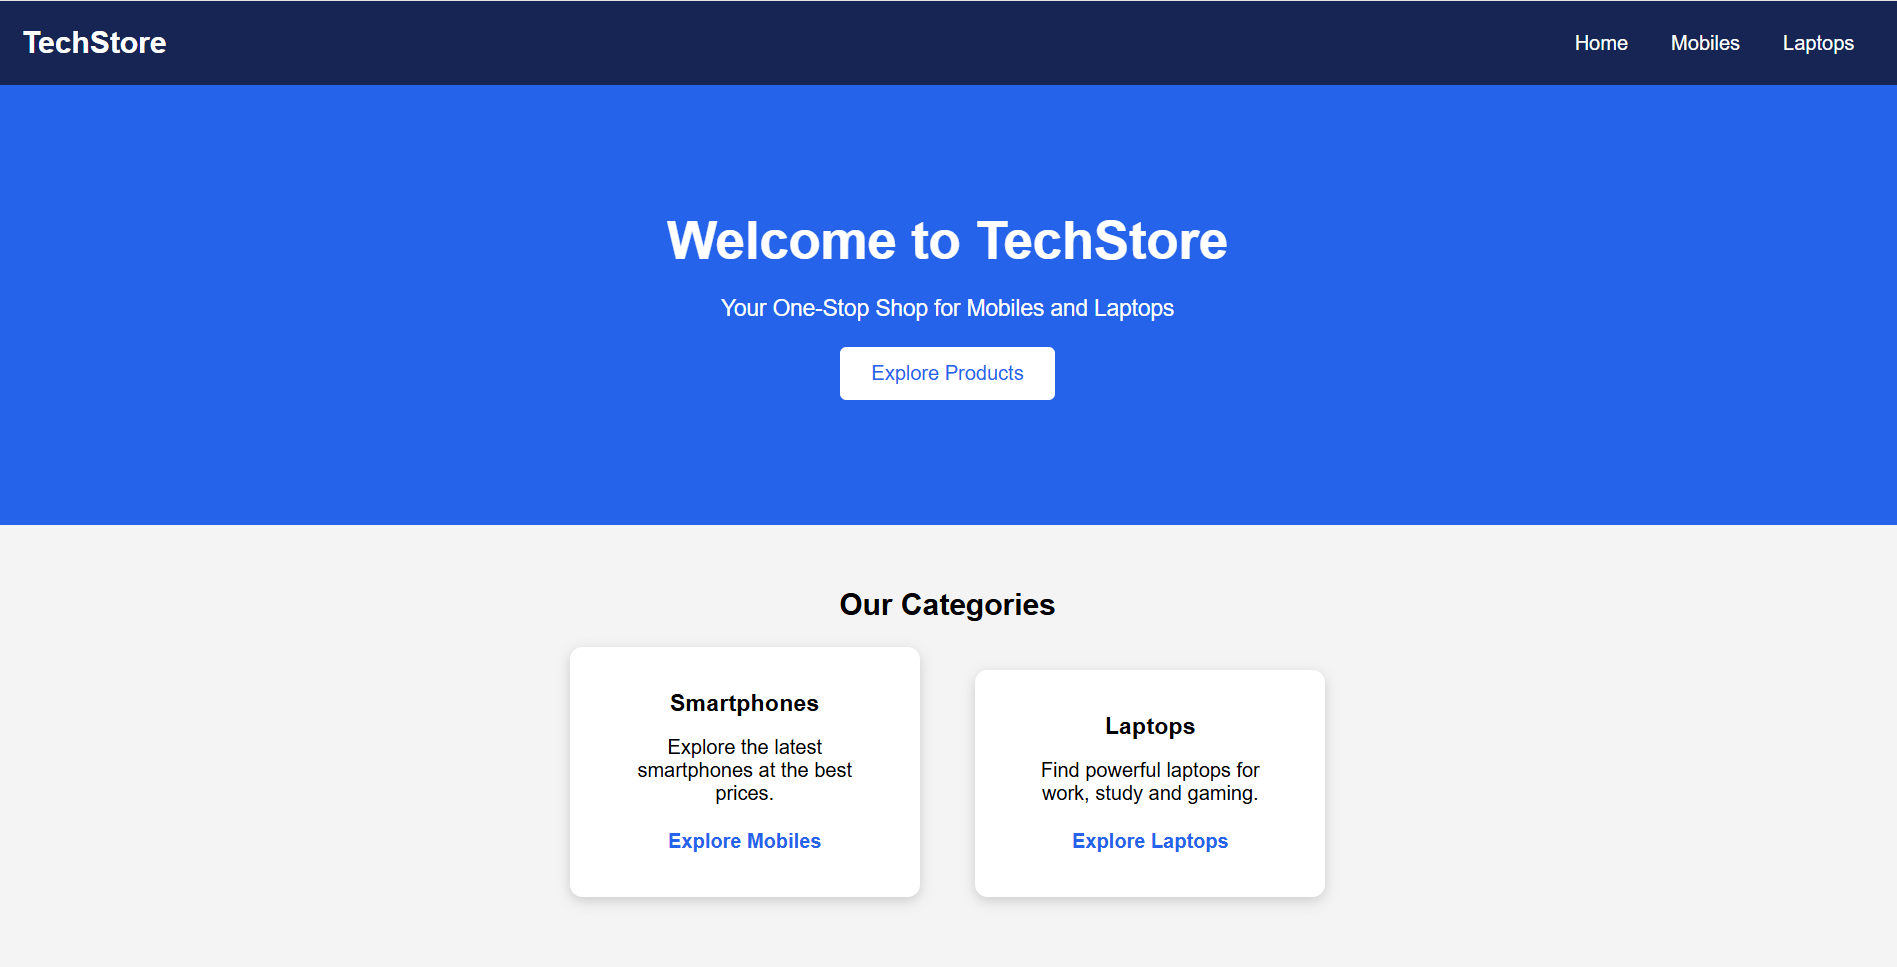 TechStore
Home Mobiles Laptops
Welcome to TechStore
Your One-Stop Shop for Mobiles and Laptops
Explore Products
Our Categories
Smartphones
Explore the latest
smartphones at the best
prices.
Explore Mobiles
Laptops
Find powerful laptops for
work, study and gaming.
Explore Laptops